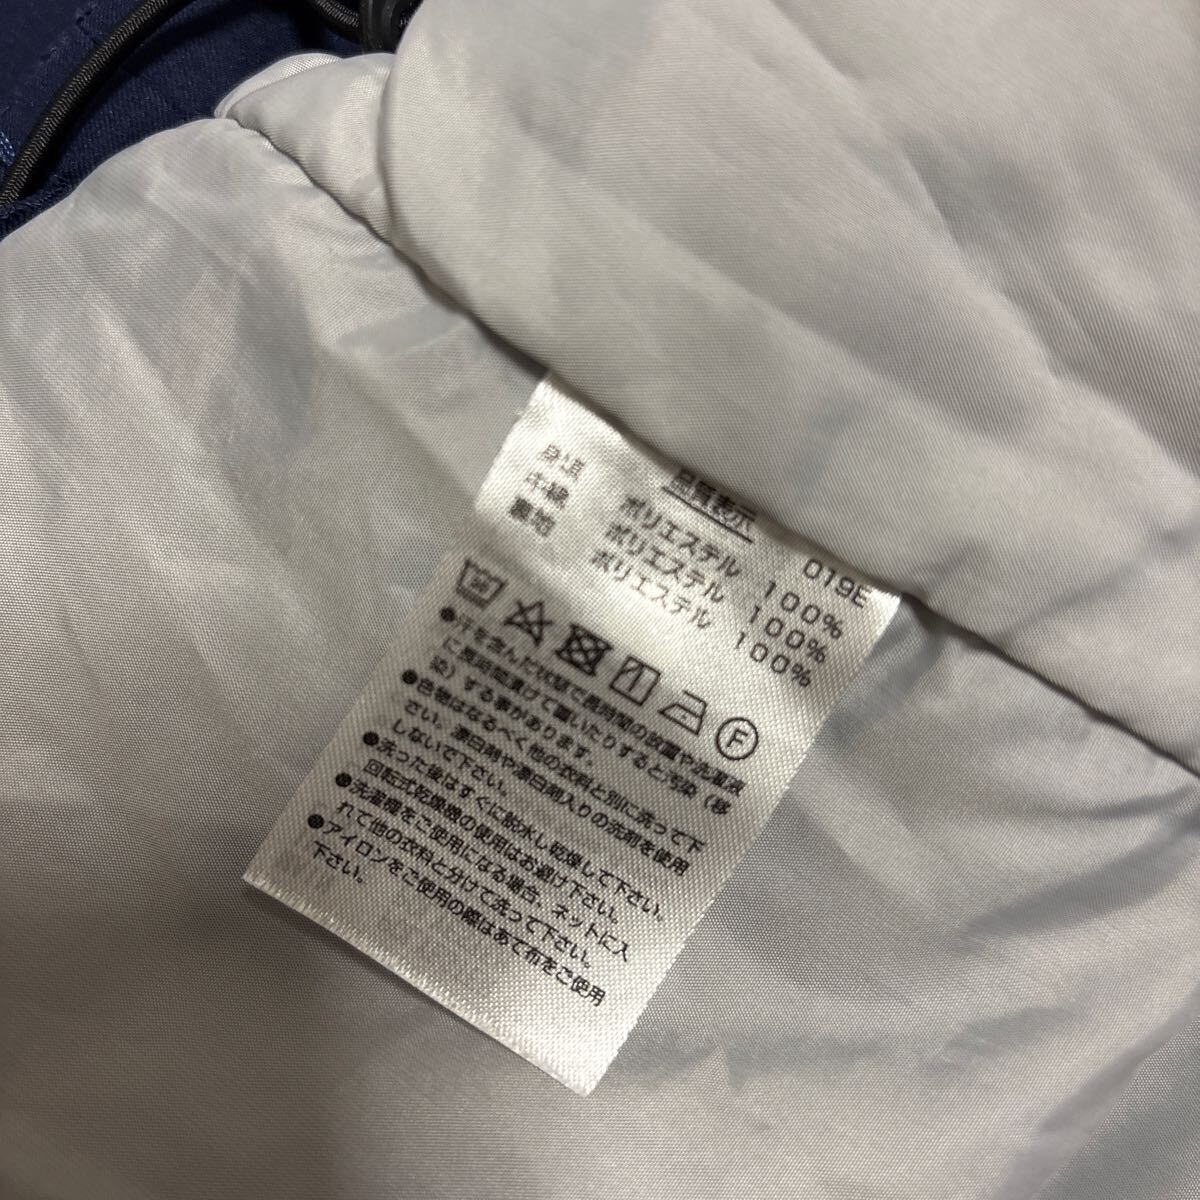 品質表示 019E
身生地 ポリエステル 100%
中綿 ポリエステル 100%
裏地 ポリエステル 100%
F
●汗を含んだ状態で長時間の放置や洗濯液
に長時間漬けて置いたりすると汚染(移
染)する事があります。
●色物はなるべく他の衣料と別に洗って下
さい。漂白剤や漂白剤入りの洗剤を使用
しないで下さい。
●洗った後はすぐに脱水し乾燥して下さい。
回転式乾燥機の使用はお避け下さい。
●洗濯機をご使用になる場合、ネットに入
れて他の衣料と分けて洗って下さい。
●アイロンをご使用の際はあて布をご使用
下さい。